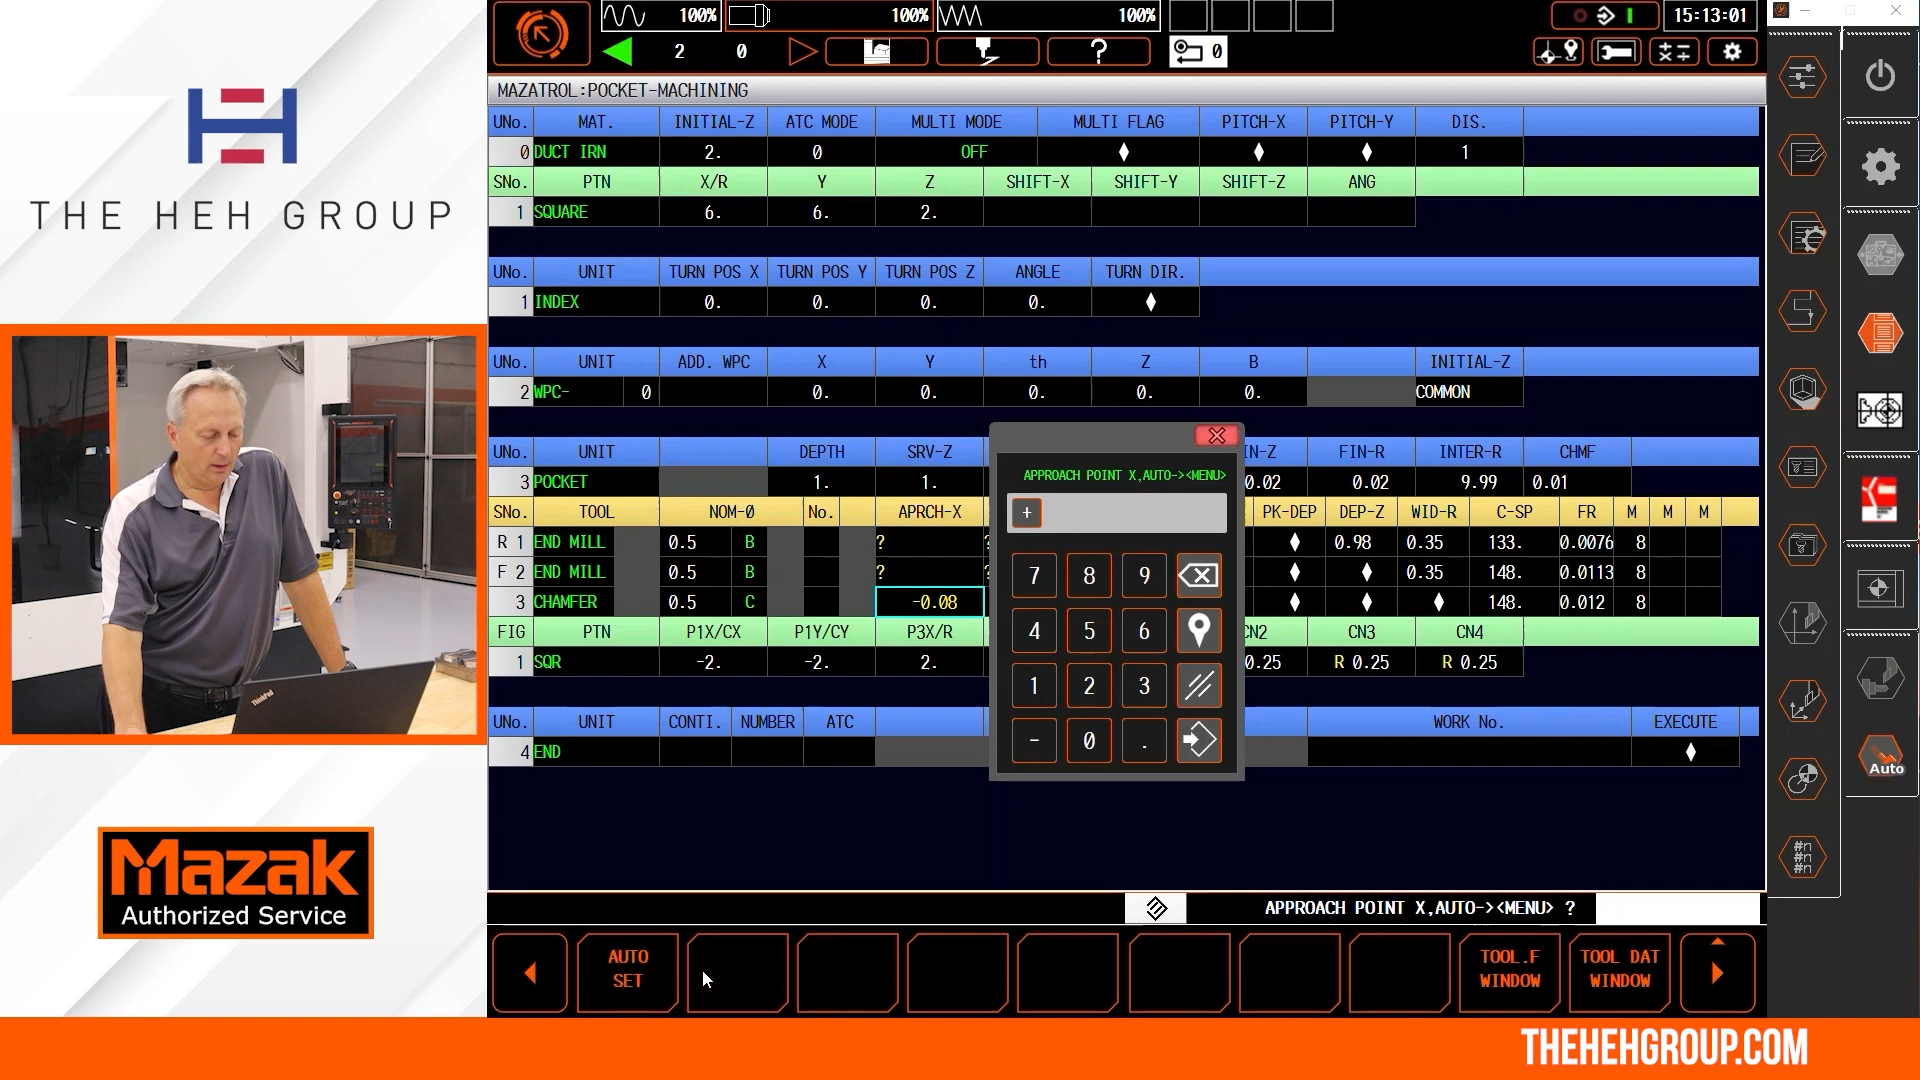 THE HEH GROUP
Mazak
Authorized Service
ThinkPad
100% 100% 100% 15:13:01
2 0 ? 0
MAZATROL:POCKET-MACHINING
UNo. MAT. INITIAL-Z ATC MODE MULTI MODE MULTI FLAG PITCH-X PITCH-Y DIS.
0 DUCT IRN 2. 0 OFF ♦ ♦ ♦ 1
SNo. PTN X/R Y Z SHIFT-X SHIFT-Y SHIFT-Z ANG
1 SQUARE 6. 6. 2.
UNo. UNIT TURN POS X TURN POS Y TURN POS Z ANGLE TURN DIR.
1 INDEX 0. 0. 0. 0. ♦
UNo. UNIT ADD. WPC X Y th Z B INITIAL-Z
2 WPC- 0 0. 0. 0. 0. 0. COMMON
UNo. UNIT DEPTH SRV-Z IN-Z FIN-R INTER-R CHMF
3 POCKET 1. 1. 0.02 0.02 9.99 0.01
SNo. TOOL NOM-Ø No. APRCH-X PK-DEP DEP-Z WID-R C-SP FR M M M
R 1 END MILL 0.5 B ? ? ♦ 0.98 0.35 133. 0.0076 8
F 2 END MILL 0.5 B ? ? ♦ ♦ 0.35 148. 0.0113 8
3 CHAMFER 0.5 C -0.08 ♦ ♦ ♦ 148. 0.012 8
FIG PTN P1X/CX P1Y/CY P3X/R CN2 CN3 CN4
1 SQR -2. -2. 2. 0.25 R 0.25 R 0.25
UNo. UNIT CONTI. NUMBER ATC WORK No. EXECUTE
4 END ♦
APPROACH POINT X,AUTO-><MENU>
+
7 8 9
4 5 6
1 2 3
- 0 .
APPROACH POINT X,AUTO-><MENU> ?
AUTO SET
TOOL.F WINDOW
TOOL DAT WINDOW
#n
#n
#n
Auto
THEHEHGROUP.COM